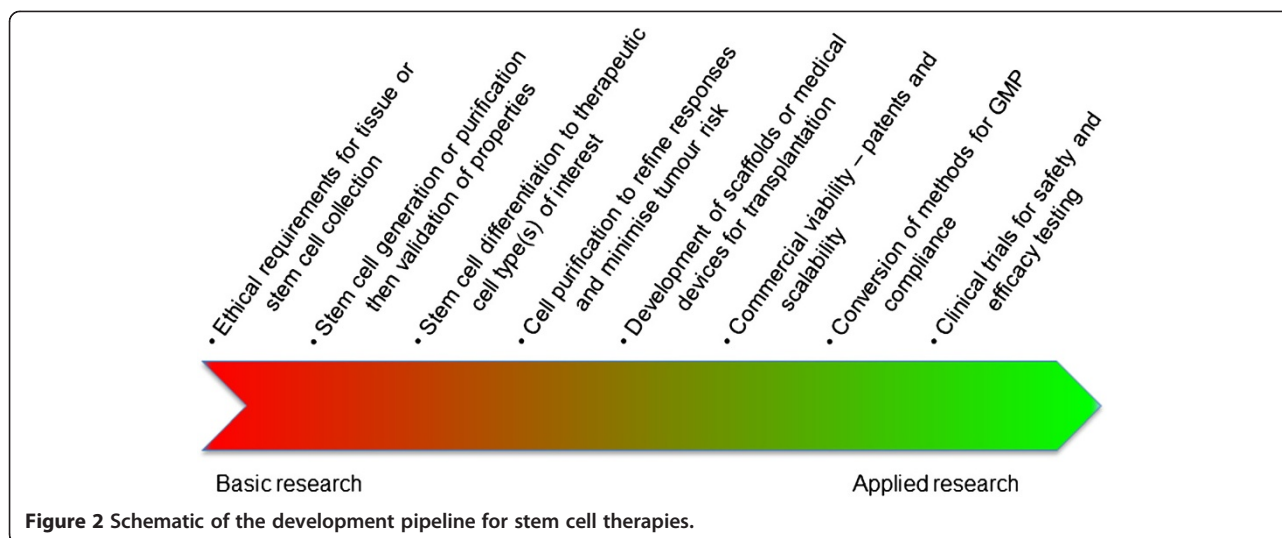 • Ethical requirements for tissue or
stem cell collection
• Stem cell generation or purification
then validation of properties
• Stem cell differentiation to therapeutic
cell type(s) of interest
• Cell purification to refine responses
and minimise tumour risk
• Development of scaffolds or medical
devices for transplantation
• Commercial viability – patents and
scalability
• Conversion of methods for GMP
compliance
• Clinical trials for safety and
efficacy testing
Basic research
Applied research
Figure 2 Schematic of the development pipeline for stem cell therapies.